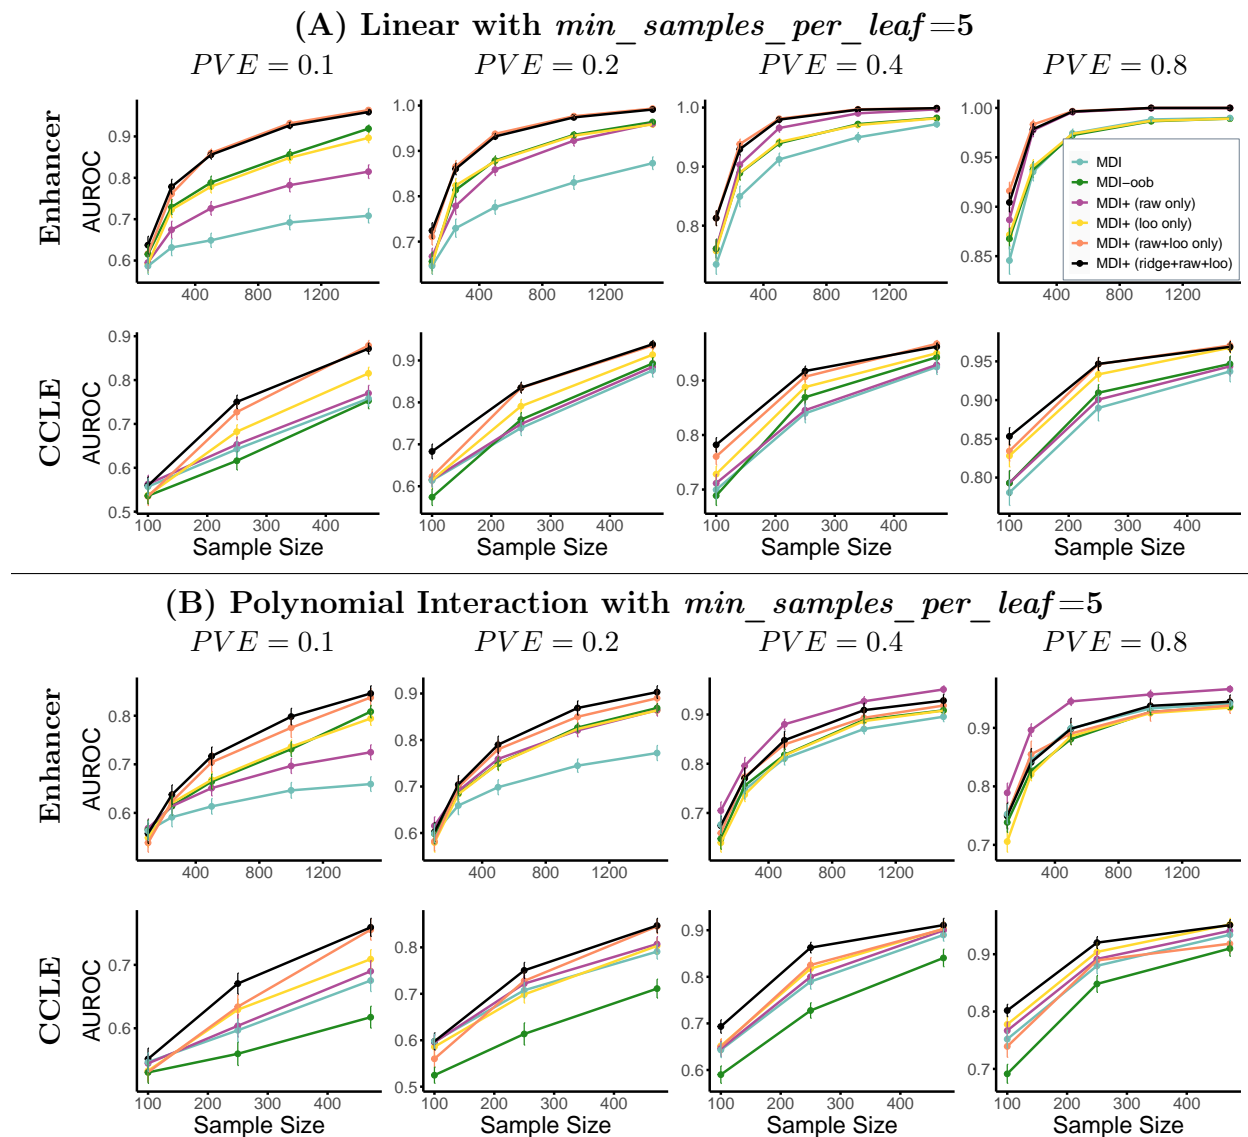 (A) Linear with min_samples_per_leaf=5
PVE = 0.1 PVE = 0.2 PVE = 0.4 PVE = 0.8
Enhancer
AUROC
0.9
0.8
0.7
0.6
400 800 1200
1.0
0.9
0.8
0.7
400 800 1200
1.0
0.9
0.8
400 800 1200
1.00
0.95
0.90
0.85
400 800 1200
MDI
MDI−oob
MDI+ (raw only)
MDI+ (loo only)
MDI+ (raw+loo only)
MDI+ (ridge+raw+loo)
CCLE
AUROC
0.9
0.8
0.7
0.6
0.5
100 200 300 400
Sample Size
0.9
0.8
0.7
0.6
100 200 300 400
Sample Size
0.9
0.8
0.7
100 200 300 400
Sample Size
0.95
0.90
0.85
0.80
100 200 300 400
Sample Size
(B) Polynomial Interaction with min_samples_per_leaf=5
PVE = 0.1 PVE = 0.2 PVE = 0.4 PVE = 0.8
Enhancer
AUROC
0.8
0.7
0.6
400 800 1200
0.9
0.8
0.7
0.6
400 800 1200
0.9
0.8
0.7
400 800 1200
0.9
0.8
0.7
400 800 1200
CCLE
AUROC
0.7
0.6
100 200 300 400
Sample Size
0.8
0.7
0.6
0.5
100 200 300 400
Sample Size
0.9
0.8
0.7
0.6
100 200 300 400
Sample Size
0.9
0.8
0.7
100 200 300 400
Sample Size